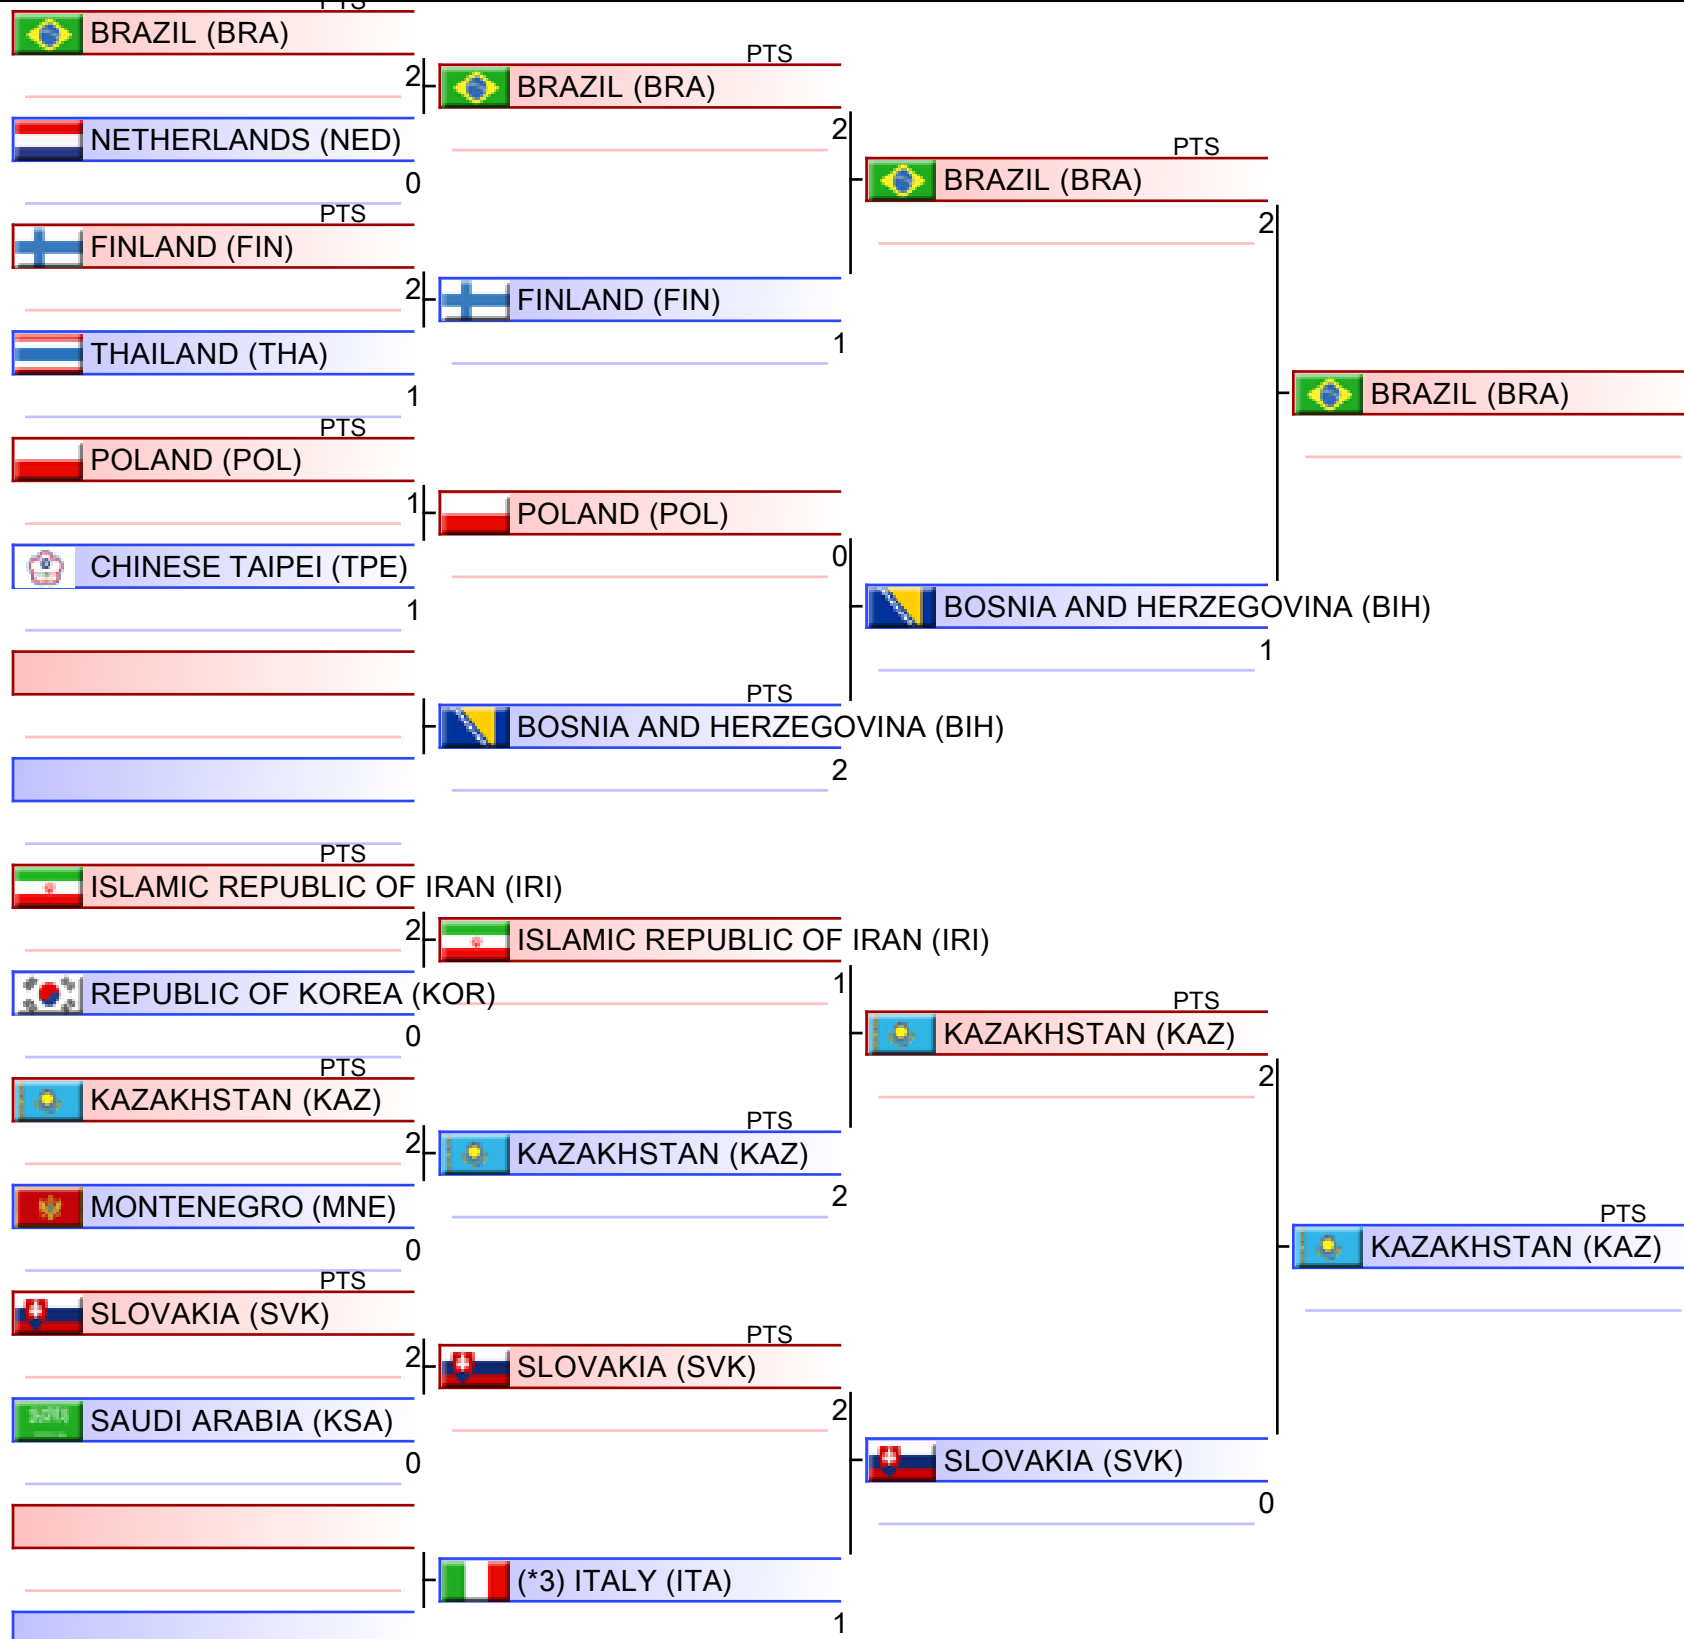 PTS
BRAZIL (BRA)
2
NETHERLANDS (NED)
0
PTS
FINLAND (FIN)
2
THAILAND (THA)
1
PTS
POLAND (POL)
1
CHINESE TAIPEI (TPE)
1
PTS
ISLAMIC REPUBLIC OF IRAN (IRI)
2
REPUBLIC OF KOREA (KOR)
0
PTS
KAZAKHSTAN (KAZ)
2
MONTENEGRO (MNE)
0
PTS
SLOVAKIA (SVK)
2
SAUDI ARABIA (KSA)
0
PTS
BRAZIL (BRA)
2
FINLAND (FIN)
1
POLAND (POL)
0
PTS
BOSNIA AND HERZEGOVINA (BIH)
2
ISLAMIC REPUBLIC OF IRAN (IRI)
1
PTS
KAZAKHSTAN (KAZ)
2
PTS
SLOVAKIA (SVK)
2
(*3) ITALY (ITA)
1
PTS
BRAZIL (BRA)
2
BOSNIA AND HERZEGOVINA (BIH)
1
PTS
KAZAKHSTAN (KAZ)
2
SLOVAKIA (SVK)
0
BRAZIL (BRA)
PTS
KAZAKHSTAN (KAZ)